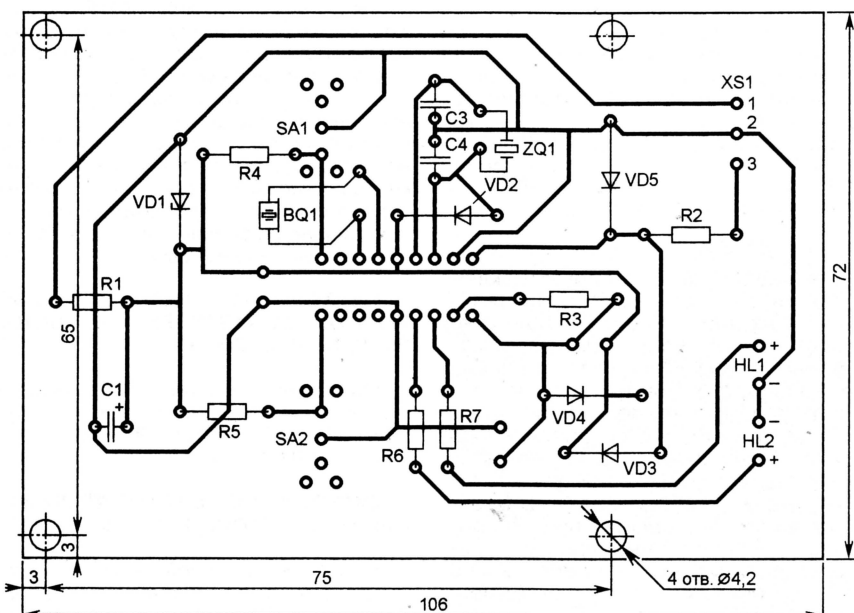 XS1
1
SA1
C3
2
C4
ZQ1
R4
3
VD1
VD2
VD5
BQ1
R2
72
R1
65
R3
HL1
+
−
C1
+
VD4
−
R5
SA2
R7
HL2
R6
VD3
+
3
3
75
4 отв. Ø4,2
106